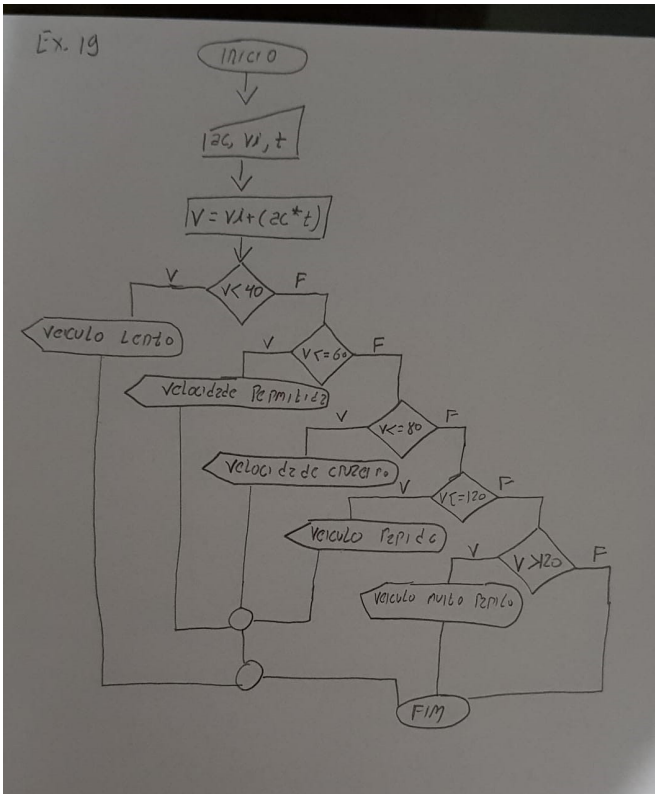 Ex. 19
INICIO
ac, vi, t
V = Vi + (ac * t)
V F
V < 40
Veiculo Lento
V F
V <= 60
Velocidade Permitida
V F
V <= 80
Velocidade cruzeiro
V F
V <= 120
Veiculo Rapido
V F
V > 120
Veiculo muito Rapido
FIM